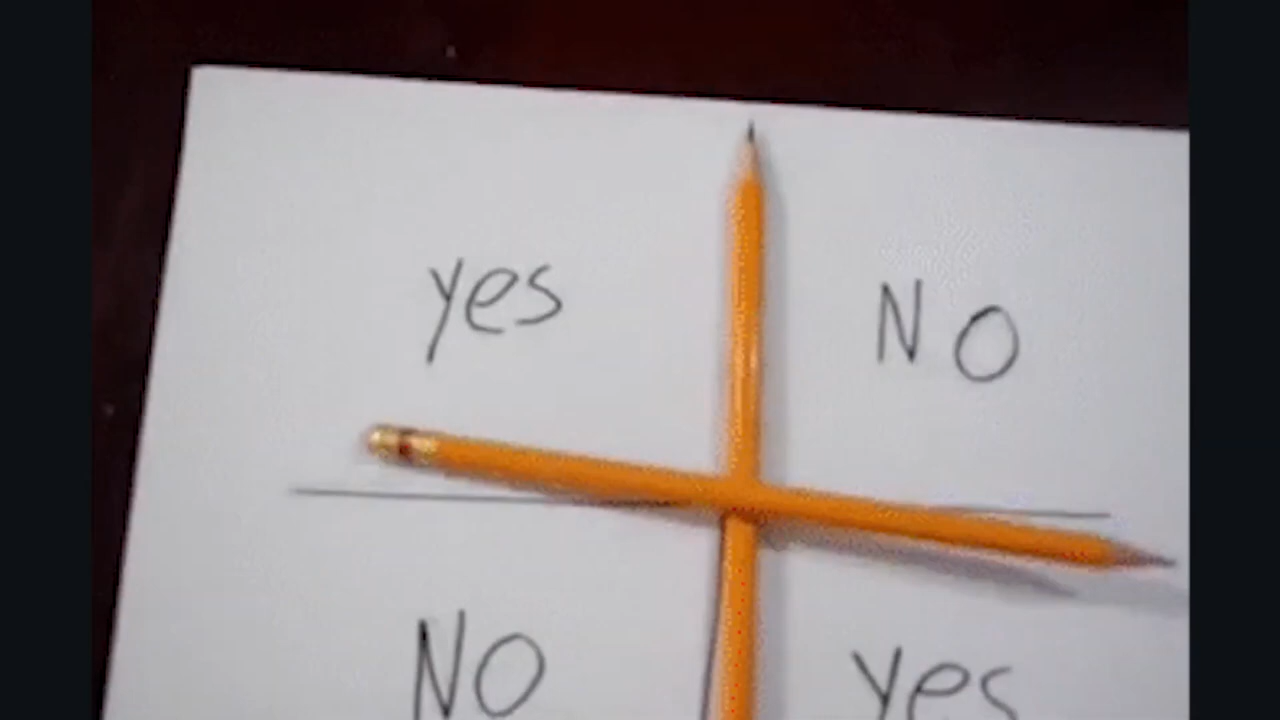 yes NO
NO yes